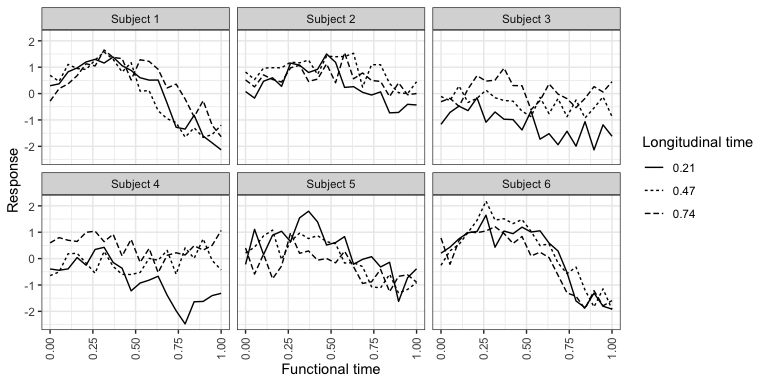 Subject 1 Subject 2 Subject 3
2
1
0
-1
-2
Response
Longitudinal time
0.21
0.47
0.74
Subject 4 Subject 5 Subject 6
2
1
0
-1
-2
0.00 0.25 0.50 0.75 1.00 0.00 0.25 0.50 0.75 1.00 0.00 0.25 0.50 0.75 1.00
Functional time